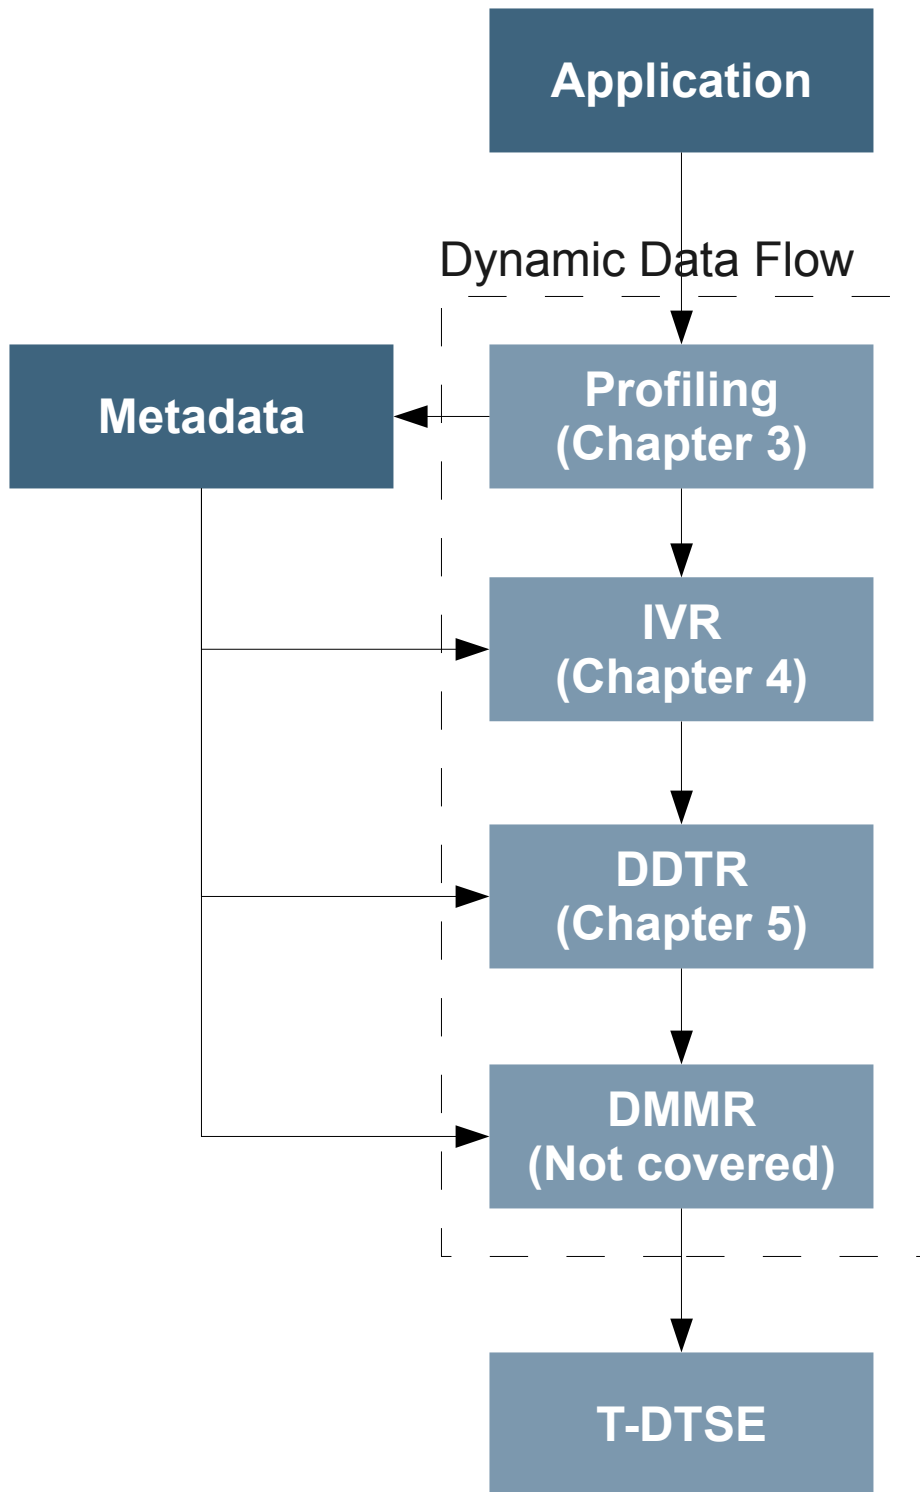 Application
Dynamic Data Flow
Metadata
Profiling
(Chapter 3)
IVR
(Chapter 4)
DDTR
(Chapter 5)
DMMR
(Not covered)
T-DTSE